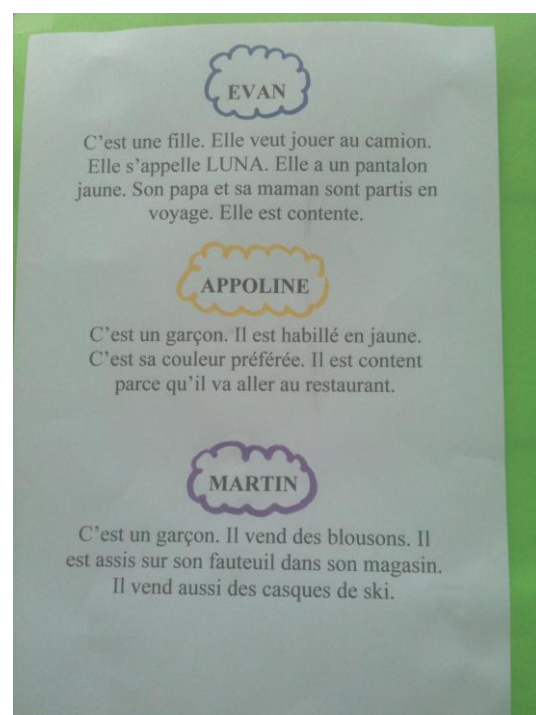 EVAN
C'est une fille. Elle veut jouer au camion.
Elle s'appelle LUNA. Elle a un pantalon
jaune. Son papa et sa maman sont partis en
voyage. Elle est contente.
APPOLINE
C'est un garçon. Il est habillé en jaune.
C'est sa couleur préférée. Il est content
parce qu'il va aller au restaurant.
MARTIN
C'est un garçon. Il vend des blousons. Il
est assis sur son fauteuil dans son magasin.
Il vend aussi des casques de ski.